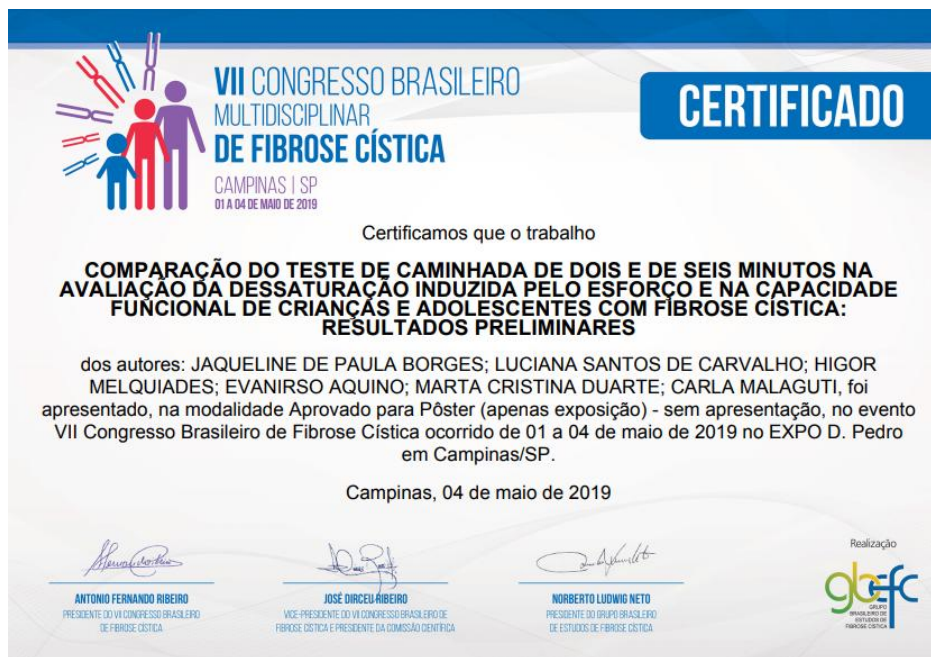 VII CONGRESSO BRASILEIRO
MULTIDISCIPLINAR
DE FIBROSE CÍSTICA
CAMPINAS | SP
01 A 04 DE MAIO DE 2019
CERTIFICADO
Certificamos que o trabalho
COMPARAÇÃO DO TESTE DE CAMINHADA DE DOIS E DE SEIS MINUTOS NA
AVALIAÇÃO DA DESSATURAÇÃO INDUZIDA PELO ESFORÇO E NA CAPACIDADE
FUNCIONAL DE CRIANÇAS E ADOLESCENTES COM FIBROSE CÍSTICA:
RESULTADOS PRELIMINARES
dos autores: JAQUELINE DE PAULA BORGES; LUCIANA SANTOS DE CARVALHO; HIGOR
MELQUIADES; EVANIRSO AQUINO; MARTA CRISTINA DUARTE; CARLA MALAGUTI, foi
apresentado, na modalidade Aprovado para Pôster (apenas exposição) - sem apresentação, no evento
VII Congresso Brasileiro de Fibrose Cística ocorrido de 01 a 04 de maio de 2019 no EXPO D. Pedro
em Campinas/SP.
Campinas, 04 de maio de 2019
ANTONIO FERNANDO RIBEIRO
PRESIDENTE DO VII CONGRESSO BRASILEIRO
DE FIBROSE CÍSTICA
JOSÉ DIRCEU RIBEIRO
VICE-PRESIDENTE DO VII CONGRESSO BRASILEIRO DE
FIBROSE CÍSTICA E PRESIDENTE DA COMISSÃO CIENTÍFICA
NORBERTO LUDWIG NETO
PRESIDENTE DO GRUPO BRASILEIRO
DE ESTUDOS DE FIBROSE CÍSTICA
Realização
gbefc
GRUPO
BRASILEIRO DE
ESTUDOS DE
FIBROSE CÍSTICA